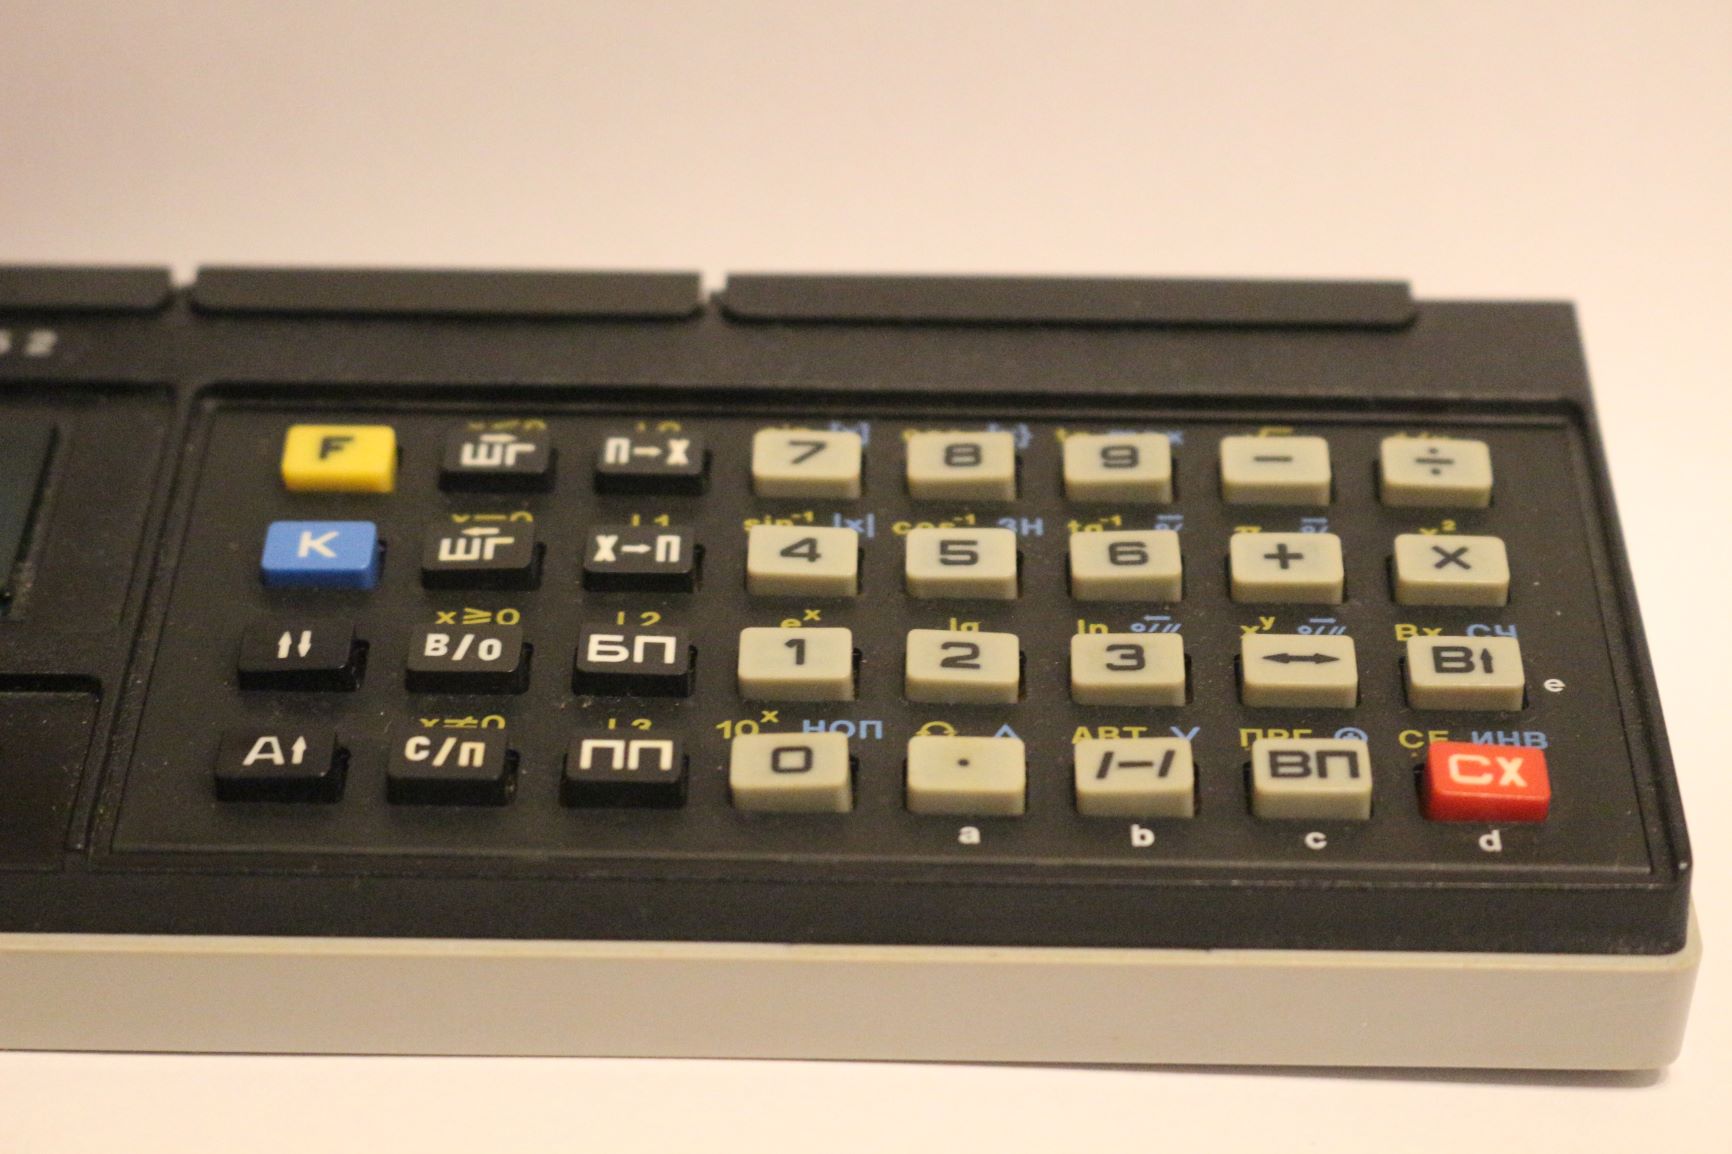 52
F ШГ П→X 7 8 9 − ÷
sin⁻¹ |x| cos⁻¹ ЗН tg⁻¹ π x²
K ШГ X→П 4 5 6 + ×
x≥0 L2 eˣ lg ln xʸ Вх СЧ
↑↓ В/О БП 1 2 3 ↔ В↑ e
x≠0 L3 10ˣ НОП АВТ ПРГ CF ИНВ
А↑ С/П ПП 0 . /−/ ВП CX
a b c d